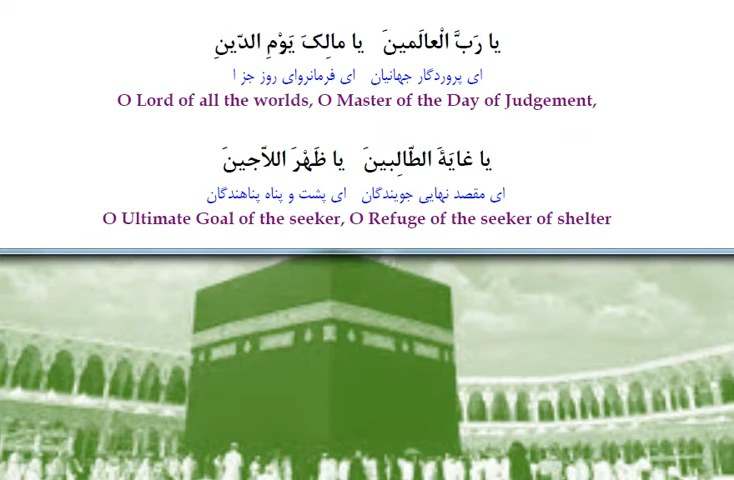 یا رَبَّ الْعالَمینَ یا مالِکَ یَوْمِ الدّینِ
ای پروردگار جهانیان ای فرمانروای روز جز ا
O Lord of all the worlds, O Master of the Day of Judgement,
یا غایَةَ الطّالِبینَ یا ظَهْرَ اللاّجینَ
ای مقصد نهایی جویندگان ای پشت و پناه پناهندگان
O Ultimate Goal of the seeker, O Refuge of the seeker of shelter